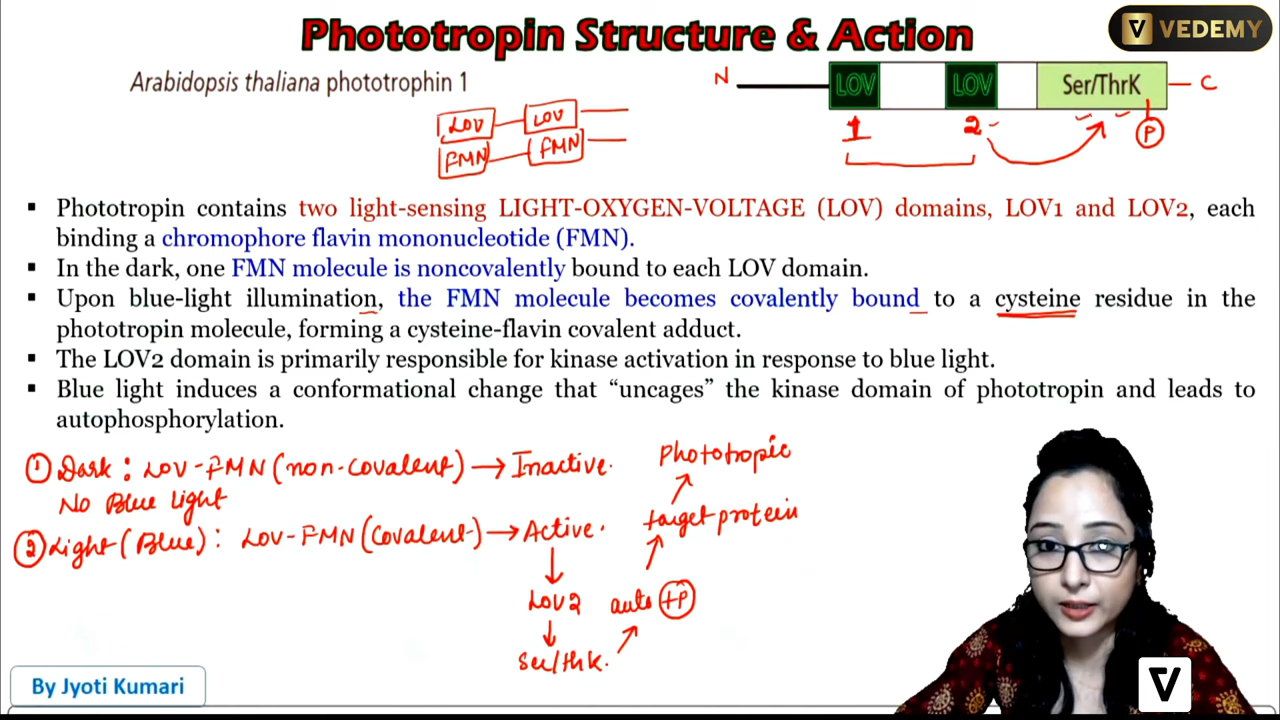 Phototropin Structure & Action
VEDEMY
Arabidopsis thaliana phototrophin 1
N LOV LOV Ser/ThrK C
1 2 P
LOV LOV
FMN FMN
▪ Phototropin contains two light-sensing LIGHT-OXYGEN-VOLTAGE (LOV) domains, LOV1 and LOV2, each
binding a chromophore flavin mononucleotide (FMN).
▪ In the dark, one FMN molecule is noncovalently bound to each LOV domain.
▪ Upon blue-light illumination, the FMN molecule becomes covalently bound to a cysteine residue in the
phototropin molecule, forming a cysteine-flavin covalent adduct.
▪ The LOV2 domain is primarily responsible for kinase activation in response to blue light.
▪ Blue light induces a conformational change that “uncages” the kinase domain of phototropin and leads to
autophosphorylation.
① Dark : LOV-FMN (non-covalent) → Inactive.
No Blue Light
② Light (Blue) : LOV-FMN (Covalent) → Active.
↓
LOV2
↓
Ser/thk.
↗
auto +P
↗
target protein
↗
Phototropic
By Jyoti Kumari